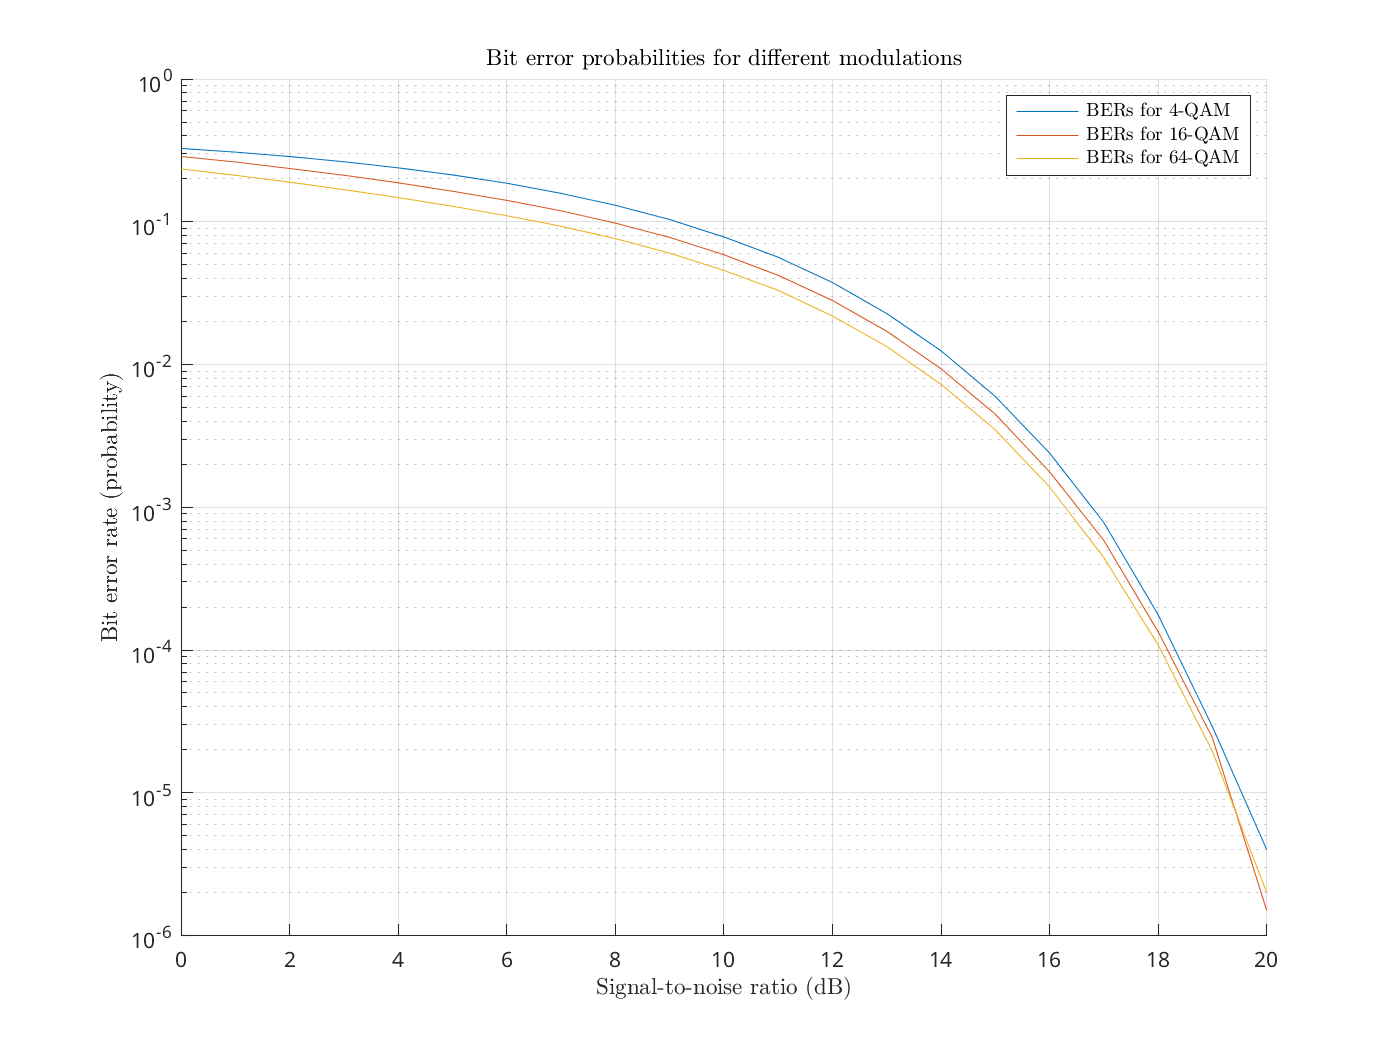 Bit error probabilities for different modulations
BERs for 4-QAM
BERs for 16-QAM
BERs for 64-QAM
10^0
10^-1
10^-2
10^-3
10^-4
10^-5
10^-6
Bit error rate (probability)
0 2 4 6 8 10 12 14 16 18 20
Signal-to-noise ratio (dB)